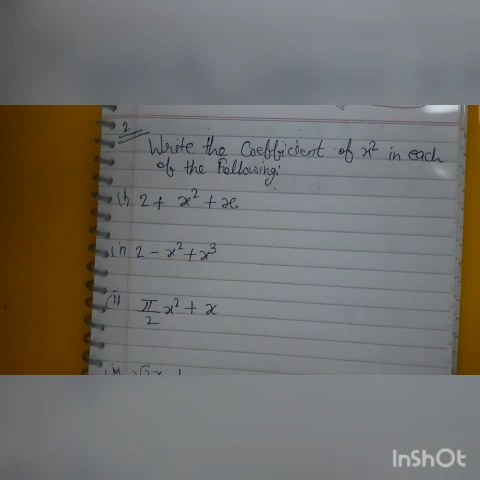 2
Write the Coefficient of x² in each
of the Following:
(i) 2 + x² + x
(ii) 2 - x² + x³
(iii) π/2 x² + x
InShOt